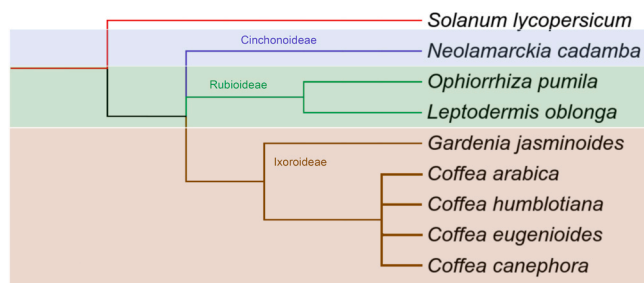 Solanum lycopersicum
Cinchonoideae
Neolamarckia cadamba
Rubioideae
Ophiorrhiza pumila
Leptodermis oblonga
Gardenia jasminoides
Ixoroideae
Coffea arabica
Coffea humblotiana
Coffea eugenioides
Coffea canephora